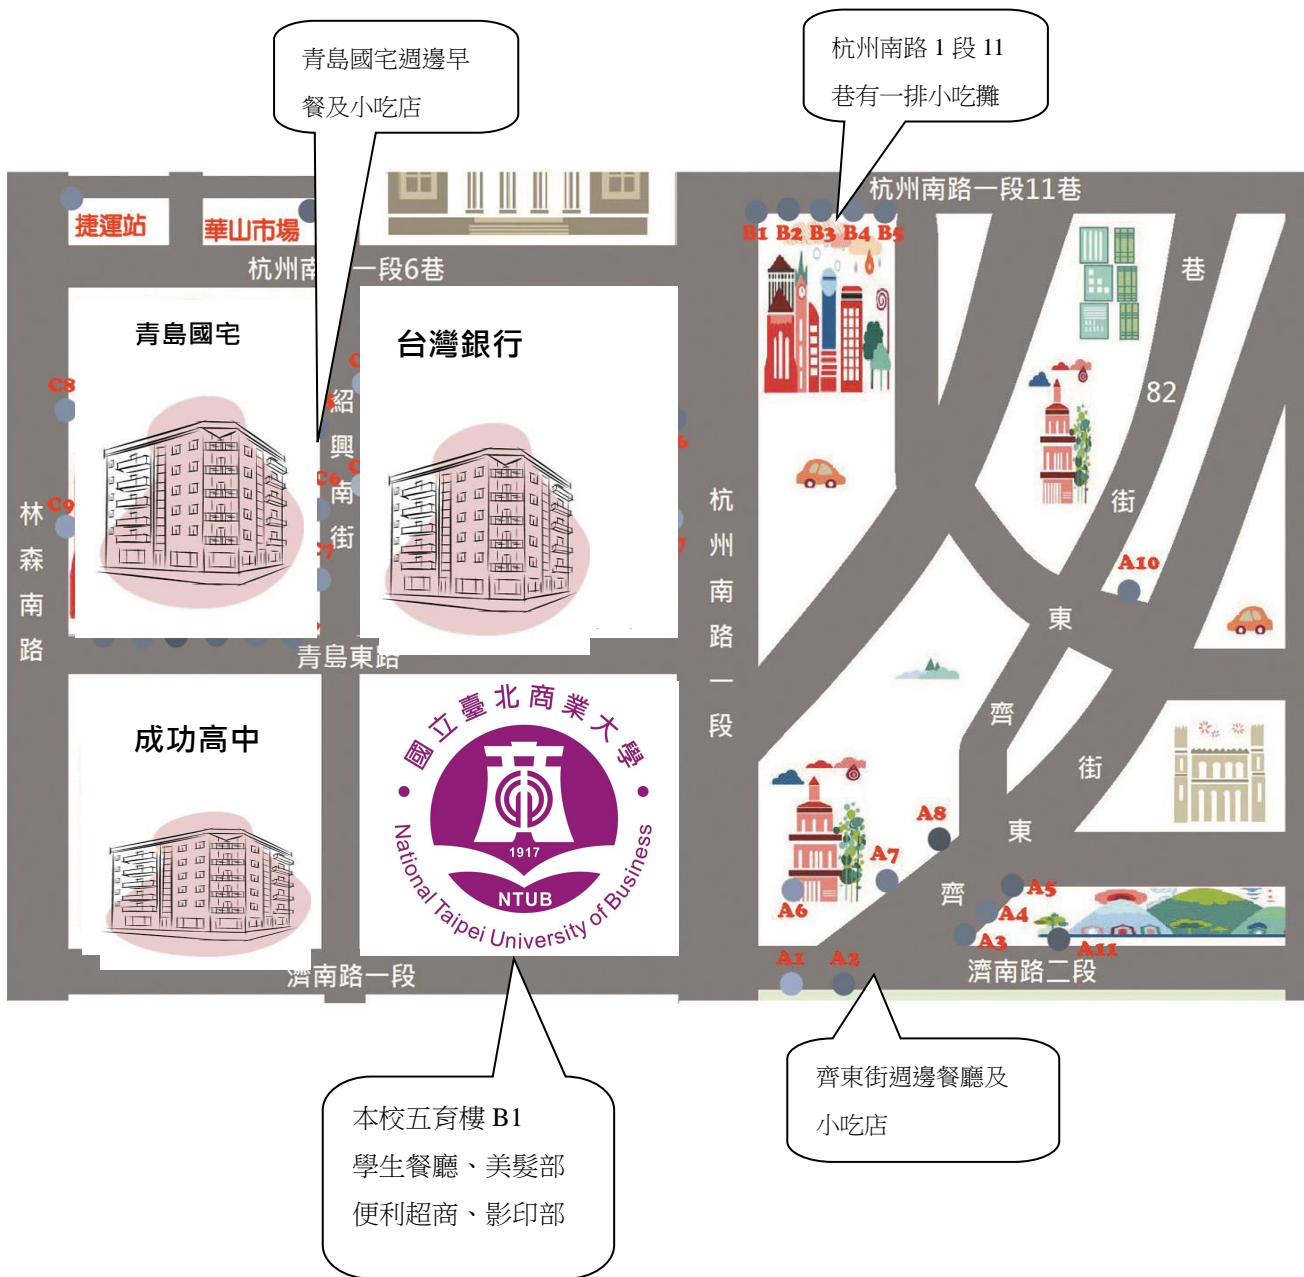 青島國宅週邊早
餐及小吃店
杭州南路 1 段 11
巷有一排小吃攤
杭州南路一段11巷
捷運站
華山市場
B1 B2 B3 B4 B5
杭州南
一段6巷
巷
青島國宅
台灣銀行
82
街
C8
C9
C6
紹興南街
林森南路
杭州南路一段
A10
東
青島東路
齊
街
東
齊
成功高中
國立臺北商業大學
1917
NTUB
National Taipei University of Business
A8
A7
A6
A5
A4
A3
A11
A1
A2
濟南路一段
濟南路二段
齊東街週邊餐廳及
小吃店
本校五育樓 B1
學生餐廳、美髮部
便利超商、影印部